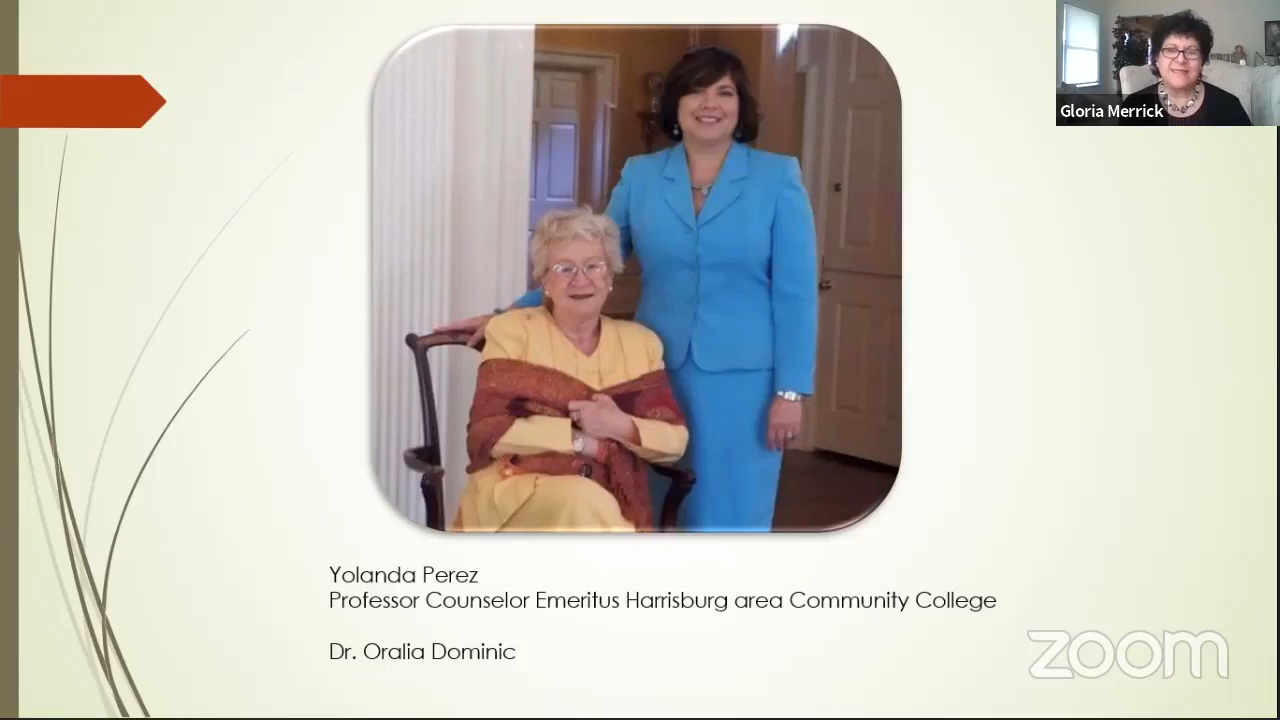 Gloria Merrick
Yolanda Perez
Professor Counselor Emeritus Harrisburg area Community College
Dr. Oralia Dominic
zoom